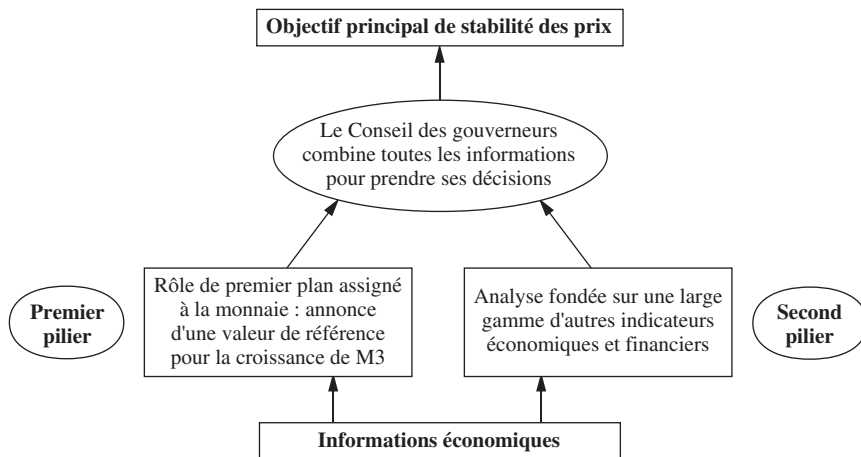 Objectif principal de stabilité des prix
Le Conseil des gouverneurs
combine toutes les informations
pour prendre ses décisions
Premier
pilier
Rôle de premier plan assigné
à la monnaie : annonce
d'une valeur de référence
pour la croissance de M3
Analyse fondée sur une large
gamme d'autres indicateurs
économiques et financiers
Second
pilier
Informations économiques